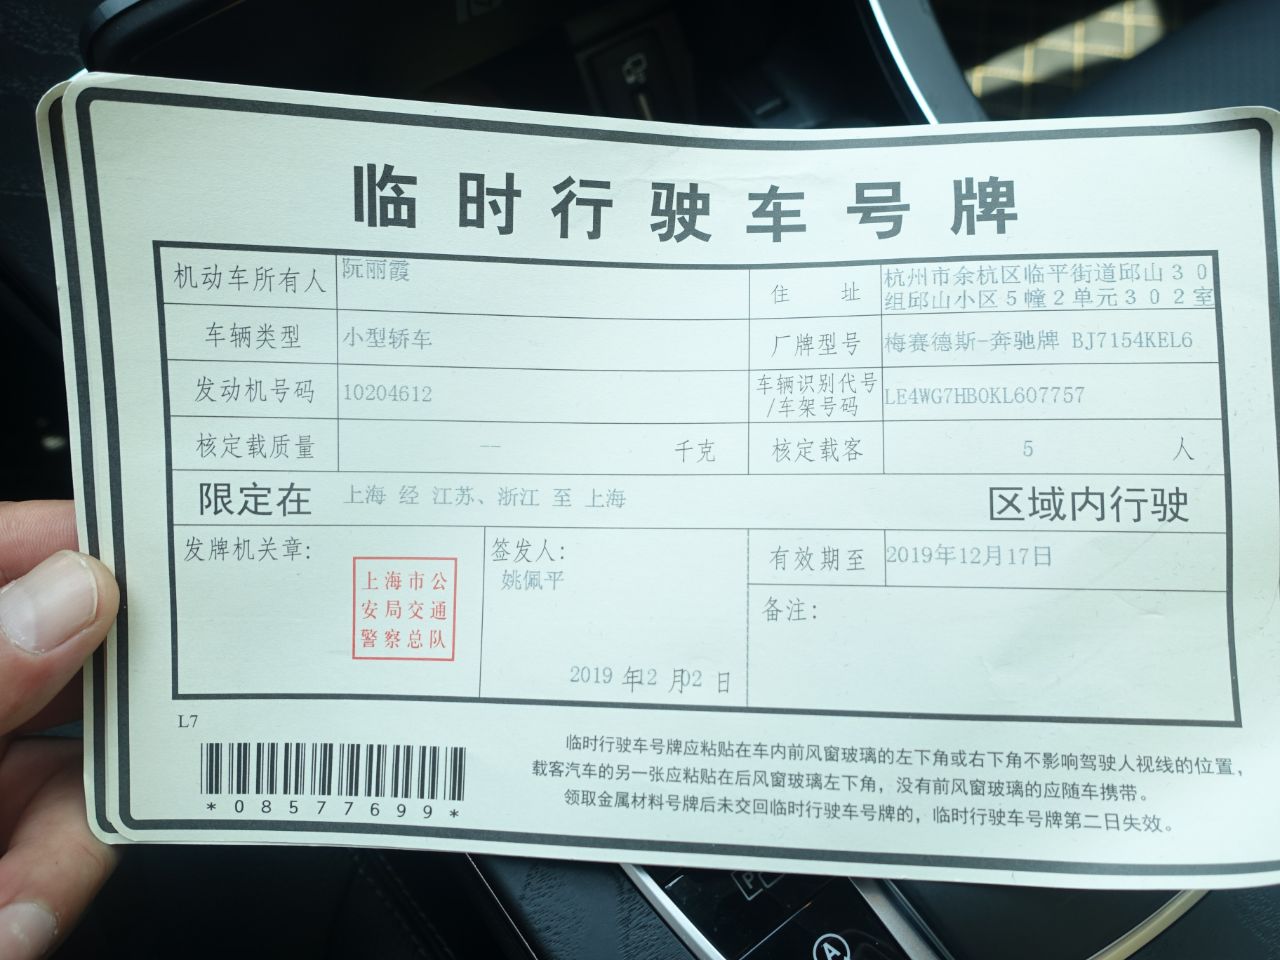 临时行驶车号牌
机动车所有人 阮丽霞
住 址 杭州市余杭区临平街道邱山30
组邱山小区5幢2单元302室
车辆类型 小型轿车 厂牌型号 梅赛德斯-奔驰牌 BJ7154KEL6
发动机号码 10204612 车辆识别代号
/车架号码 LE4WG7HB0KL607757
核定载质量 -- 千克 核定载客 5 人
限定在 上海 经 江苏、浙江 至 上海 区域内行驶
发牌机关章: 签发人: 有效期至 2019年12月17日
姚佩平
上海市公
安局交通
警察总队
备注:
2019 年12 月02 日
L7
*08577699*
临时行驶车号牌应粘贴在车内前风窗玻璃的左下角或右下角不影响驾驶人视线的位置，
载客汽车的另一张应粘贴在后风窗玻璃左下角，没有前风窗玻璃的应随车携带。
领取金属材料号牌后未交回临时行驶车号牌的，临时行驶车号牌第二日失效。
P
A